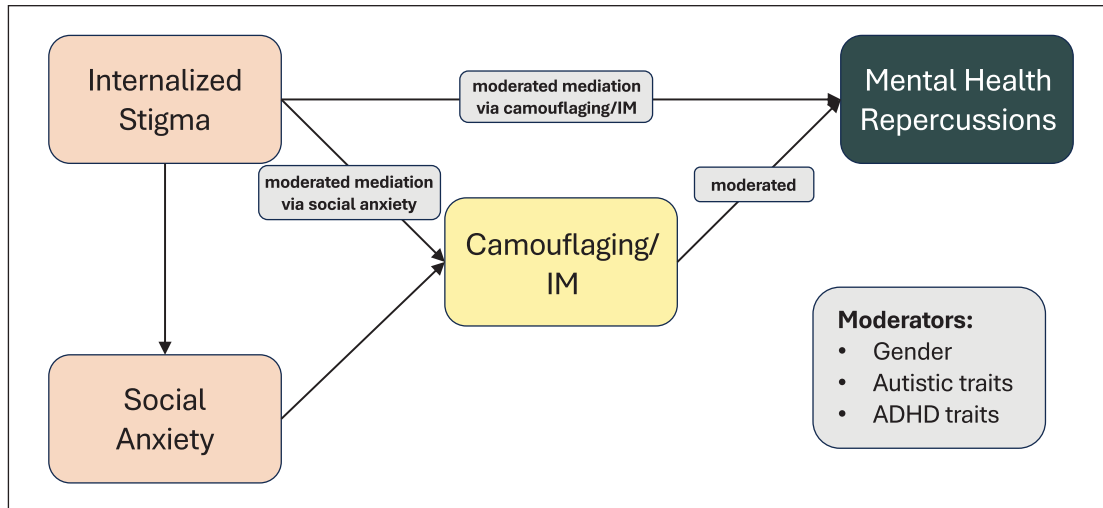 Internalized
Stigma
moderated mediation
via camouflaging/IM
Mental Health
Repercussions
moderated mediation
via social anxiety
moderated
Camouflaging/
IM
Social
Anxiety
Moderators:
• Gender
• Autistic traits
• ADHD traits